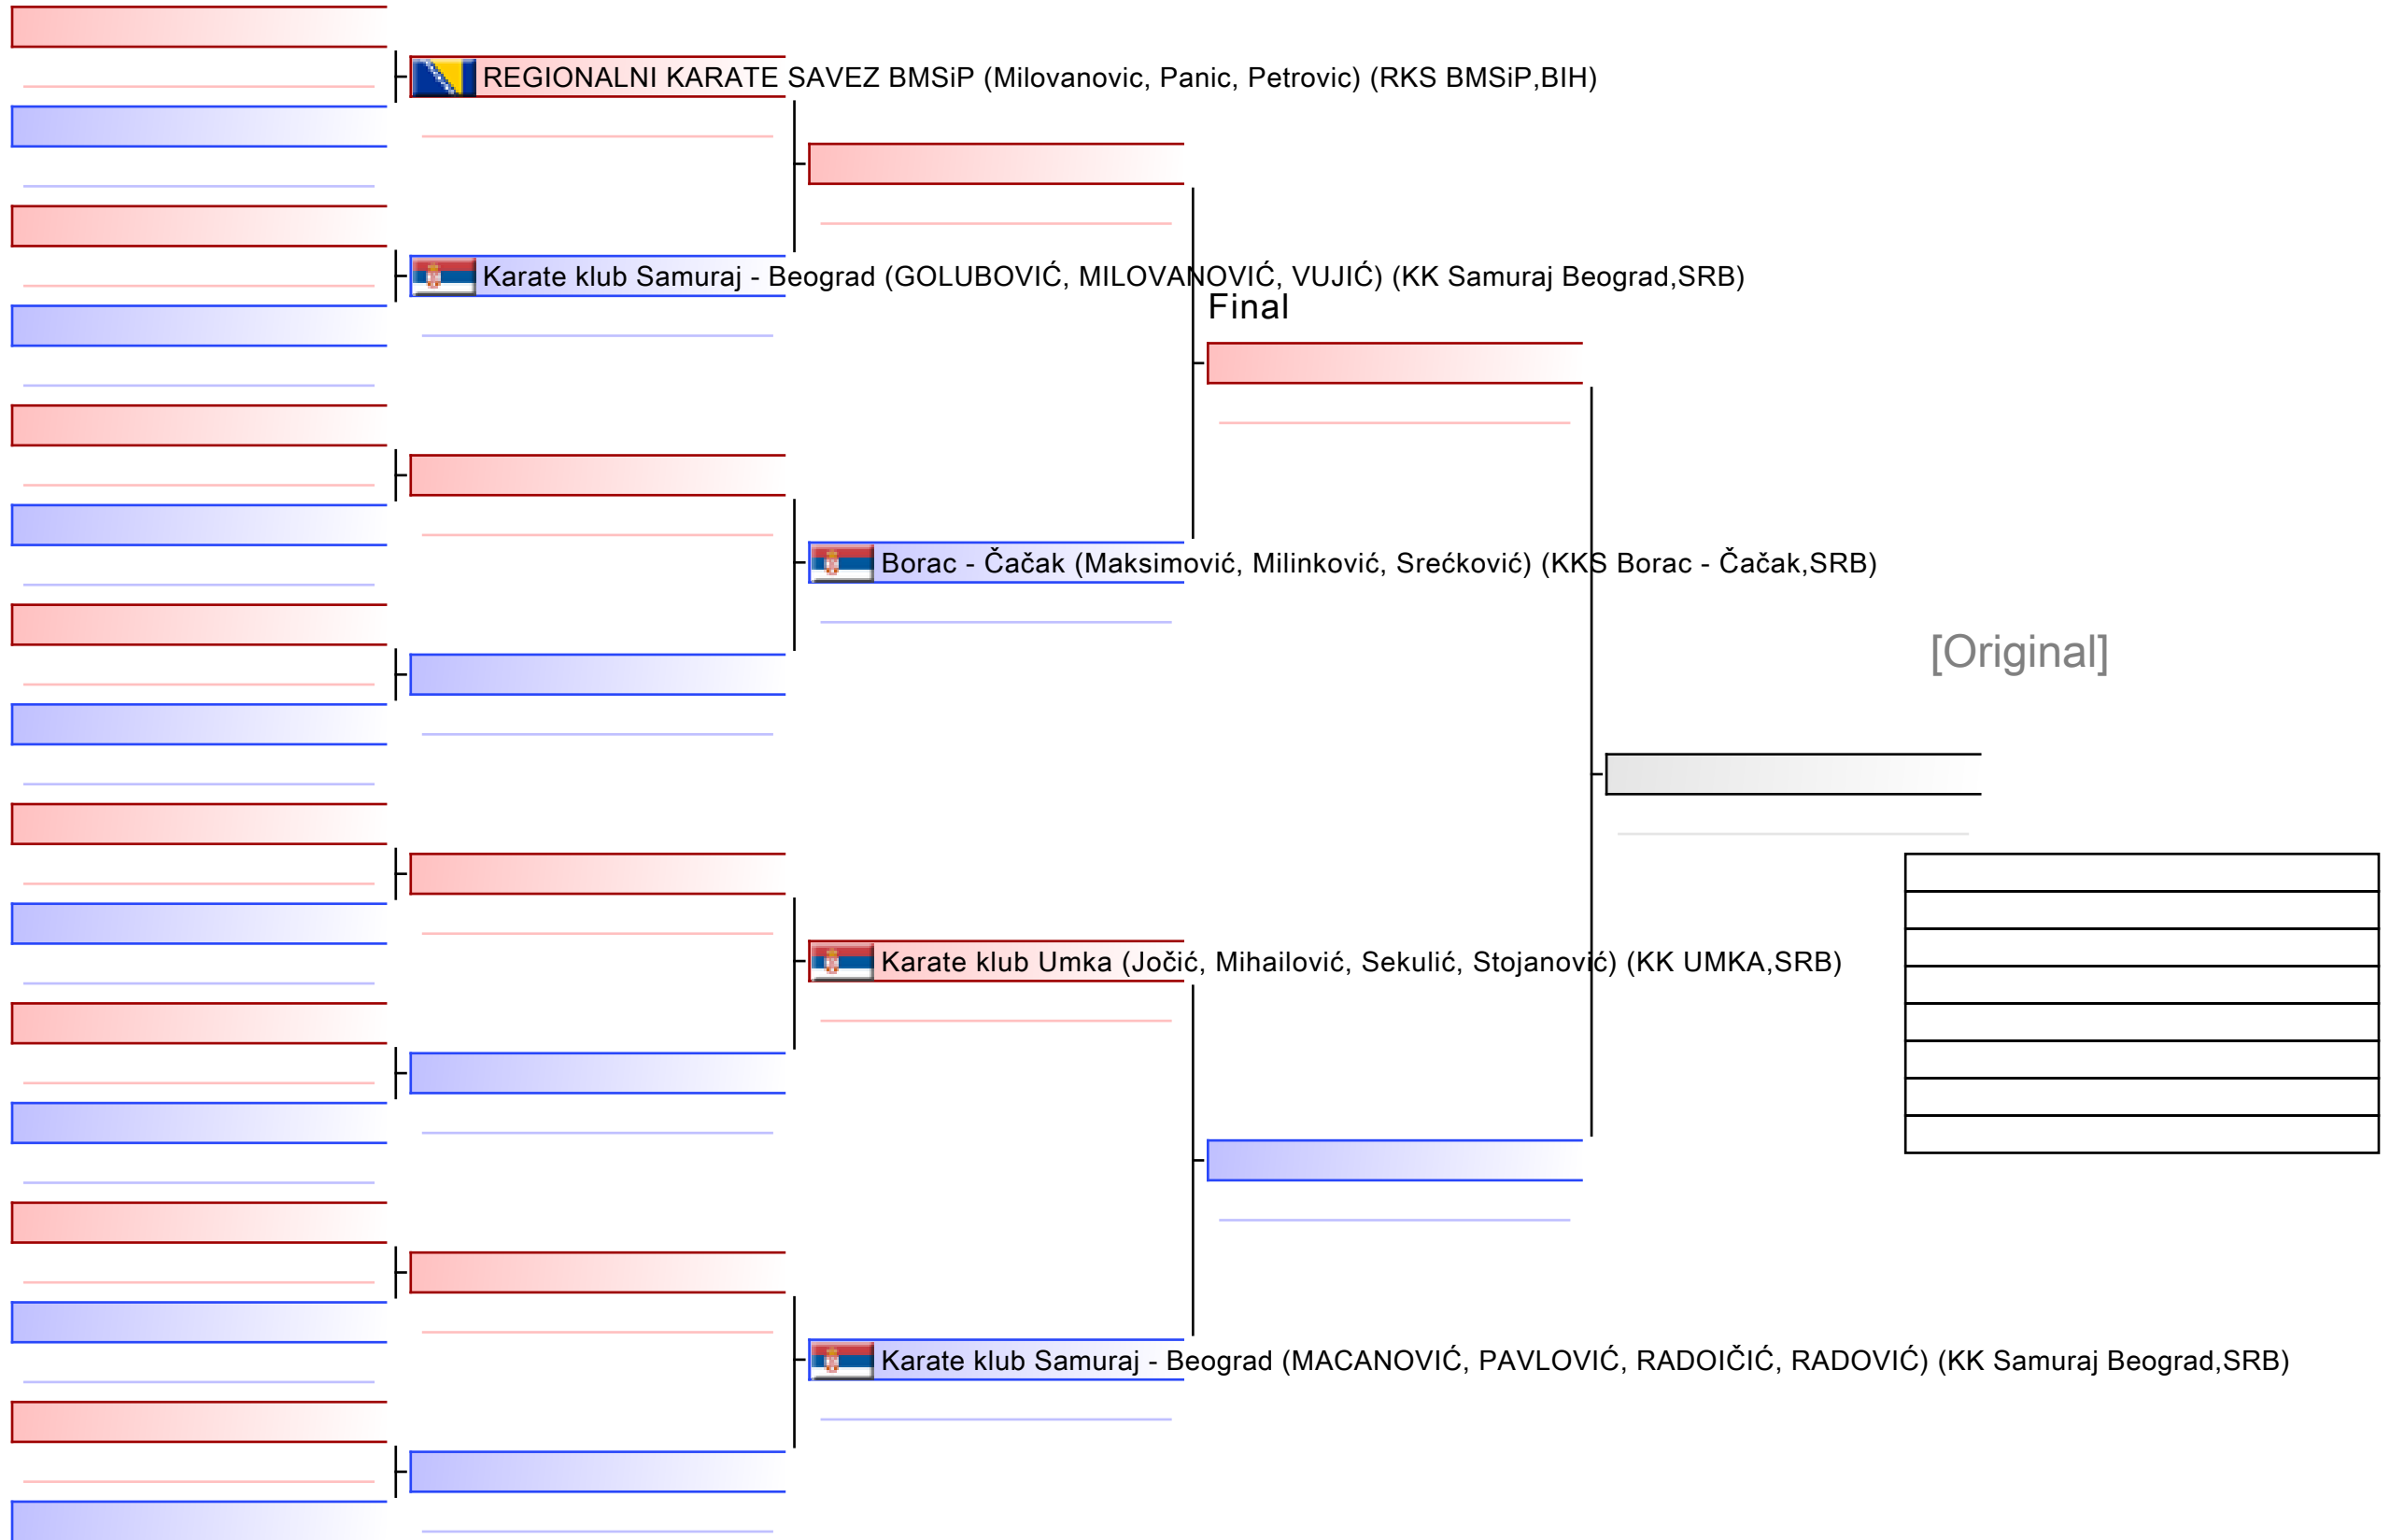 REGIONALNI KARATE SAVEZ BMSiP (Milovanovic, Panic, Petrovic) (RKS BMSiP,BIH)
Karate klub Samuraj - Beograd (GOLUBOVIĆ, MILOVANOVIĆ, VUJIĆ) (KK Samuraj Beograd,SRB)
Final
Borac - Čačak (Maksimović, Milinković, Srećković) (KKS Borac - Čačak,SRB)
[Original]
Karate klub Umka (Jočić, Mihailović, Sekulić, Stojanović) (KK UMKA,SRB)
Karate klub Samuraj - Beograd (MACANOVIĆ, PAVLOVIĆ, RADOIČIĆ, RADOVIĆ) (KK Samuraj Beograd,SRB)